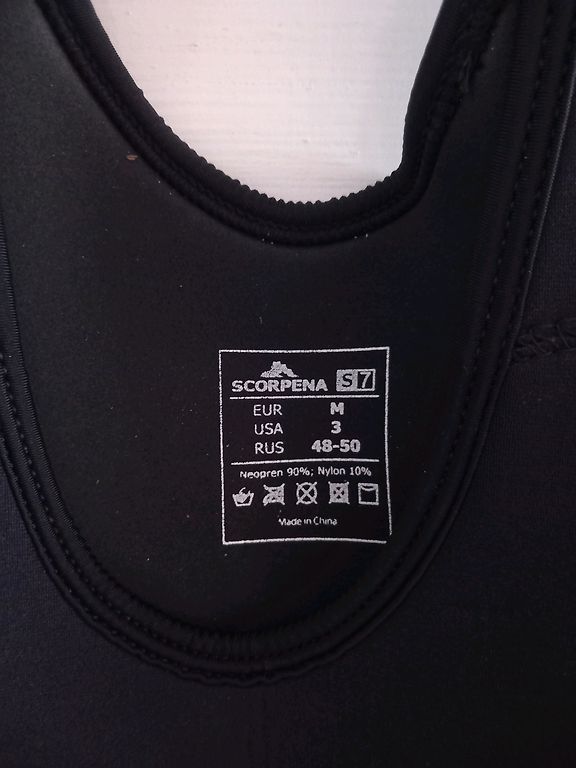 SCORPENA S7
EUR M
USA 3
RUS 48-50
Neopren 90%; Nylon 10%
Made in China